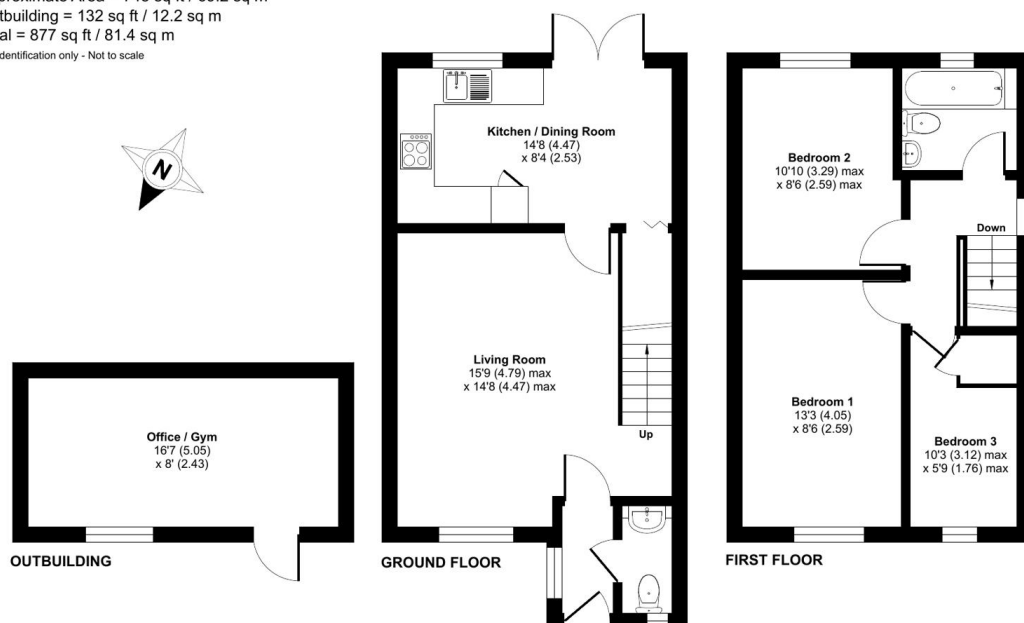 tbuilding = 132 sq ft / 12.2 sq m
al = 877 sq ft / 81.4 sq m
dentification only - Not to scale
N
Kitchen / Dining Room
14'8 (4.47)
x 8'4 (2.53)
Bedroom 2
10'10 (3.29) max
x 8'6 (2.59) max
Down
Living Room
15'9 (4.79) max
x 14'8 (4.47) max
Up
Bedroom 1
13'3 (4.05)
x 8'6 (2.59)
Bedroom 3
10'3 (3.12) max
x 5'9 (1.76) max
Office / Gym
16'7 (5.05)
x 8' (2.43)
OUTBUILDING
GROUND FLOOR
FIRST FLOOR